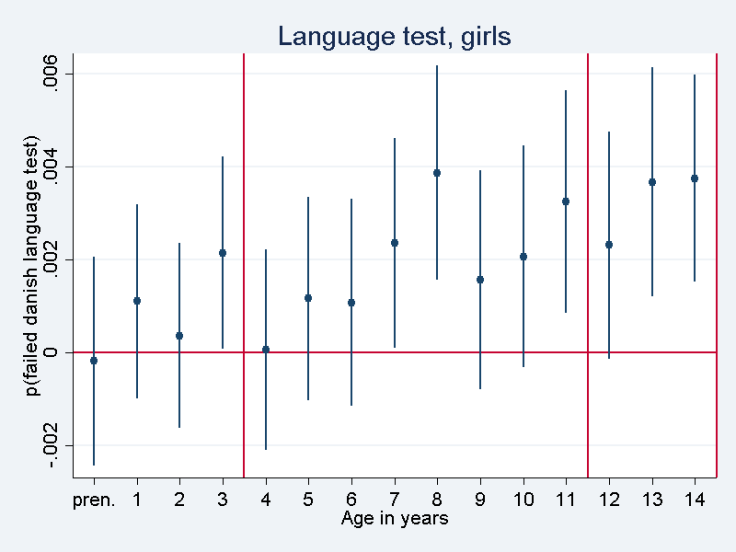 Language test, girls
p(failed danish language test)
.006
.004
.002
0
-.002
pren. 1 2 3 4 5 6 7 8 9 10 11 12 13 14
Age in years